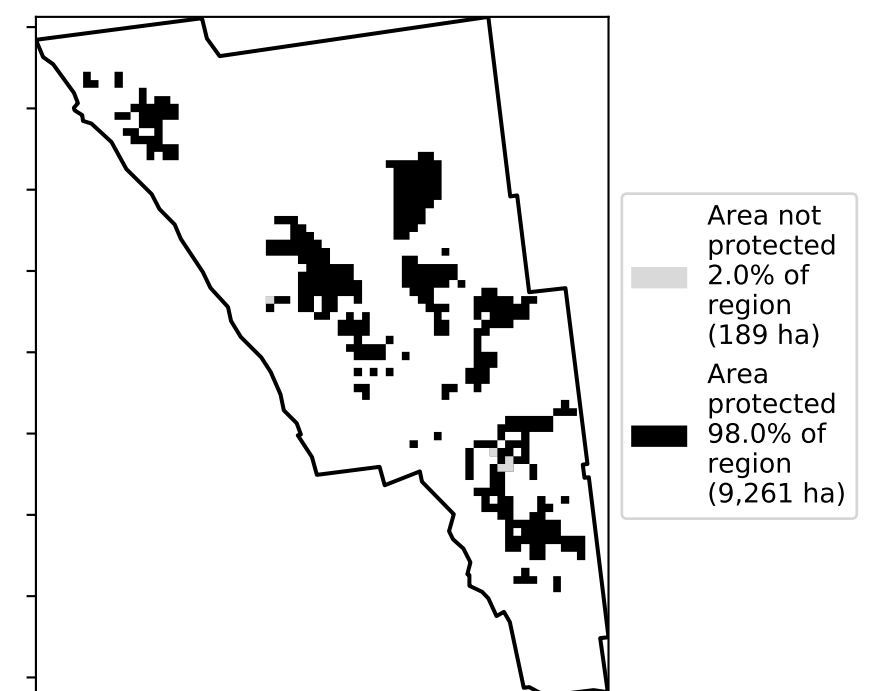 Area not
protected
2.0% of
region
(189 ha)
Area
protected
98.0% of
region
(9,261 ha)